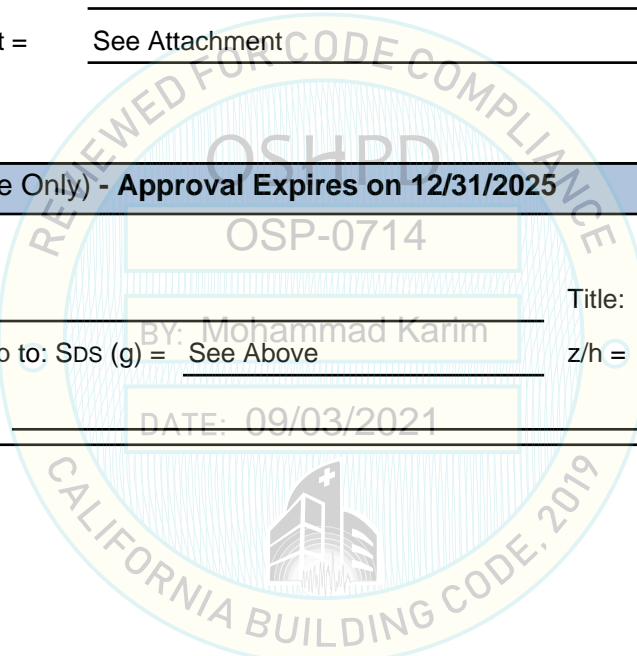 t = See Attachment
REVIEWED FOR CODE COMPLIANCE
OSHPD
e Only) - Approval Expires on 12/31/2025
OSP-0714
Title:
BY: Mohammad Karim
to: SDS (g) = See Above z/h =
DATE: 09/03/2021
CALIFORNIA BUILDING CODE, 2019